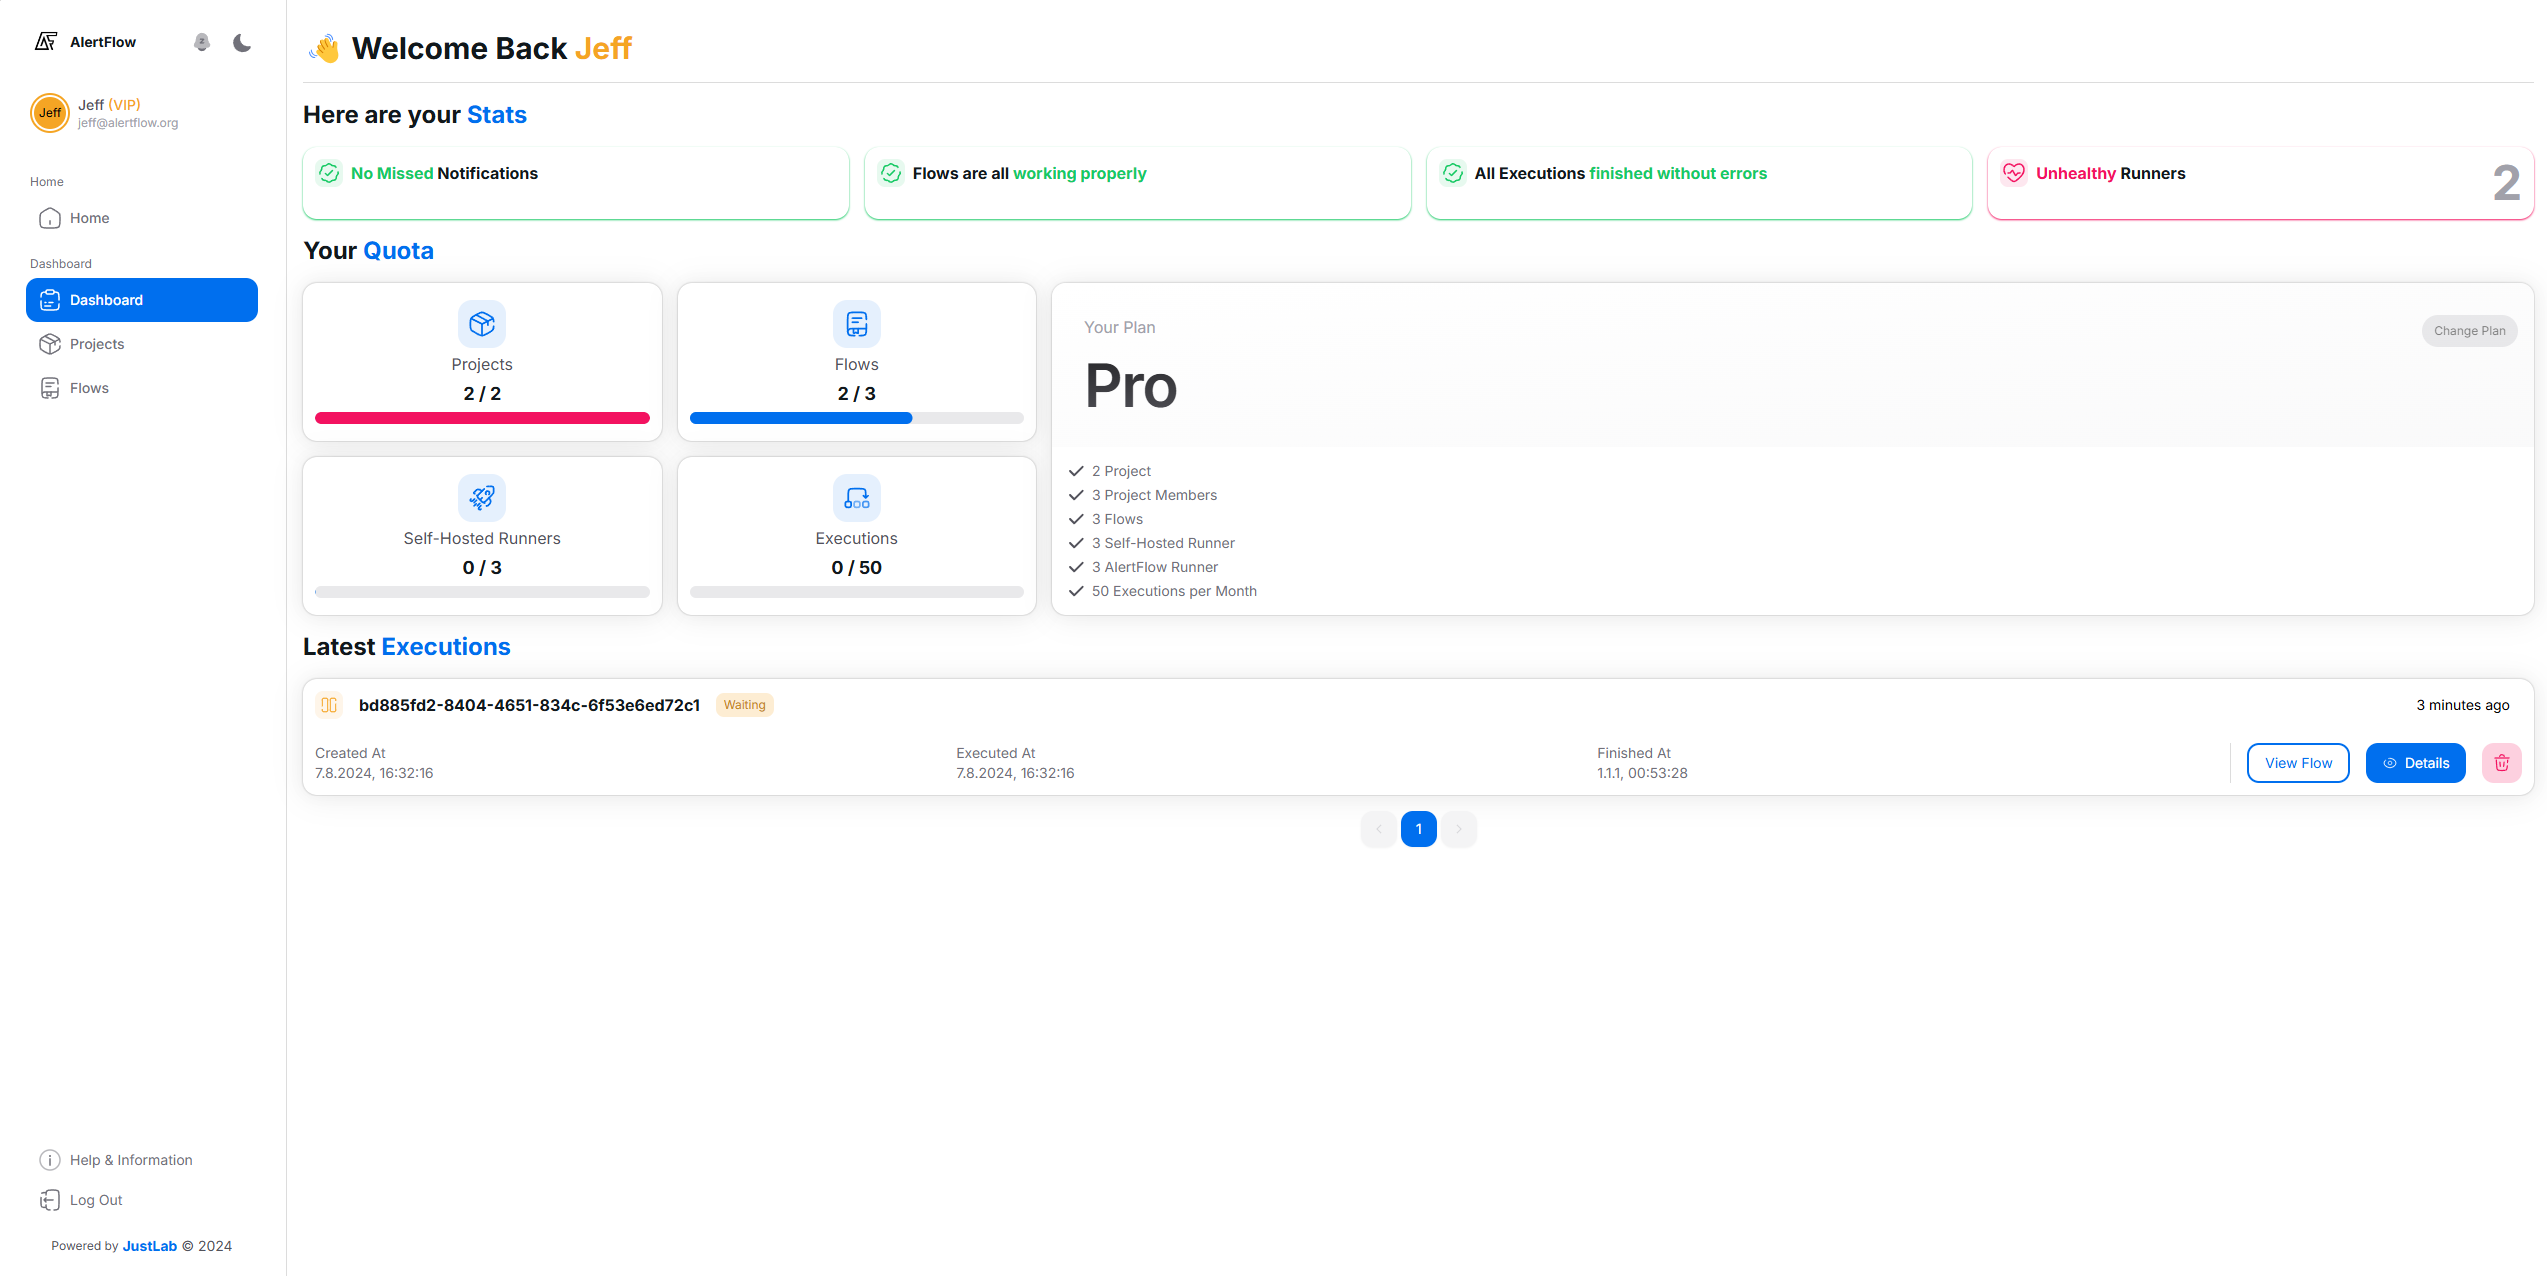 AlertFlow
Jeff
Jeff (VIP)
jeff@alertflow.org
Home
Home
Dashboard
Dashboard
Projects
Flows
Help & Information
Log Out
Powered by JustLab © 2024
Welcome Back Jeff
Here are your Stats
No Missed Notifications
Flows are all working properly
All Executions finished without errors
Unhealthy Runners
2
Your Quota
Projects
2 / 2
Flows
2 / 3
Self-Hosted Runners
0 / 3
Executions
0 / 50
Your Plan
Change Plan
Pro
2 Project
3 Project Members
3 Flows
3 Self-Hosted Runner
3 AlertFlow Runner
50 Executions per Month
Latest Executions
bd885fd2-8404-4651-834c-6f53e6ed72c1
Waiting
3 minutes ago
Created At
7.8.2024, 16:32:16
Executed At
7.8.2024, 16:32:16
Finished At
1.1.1, 00:53:28
View Flow
Details
1